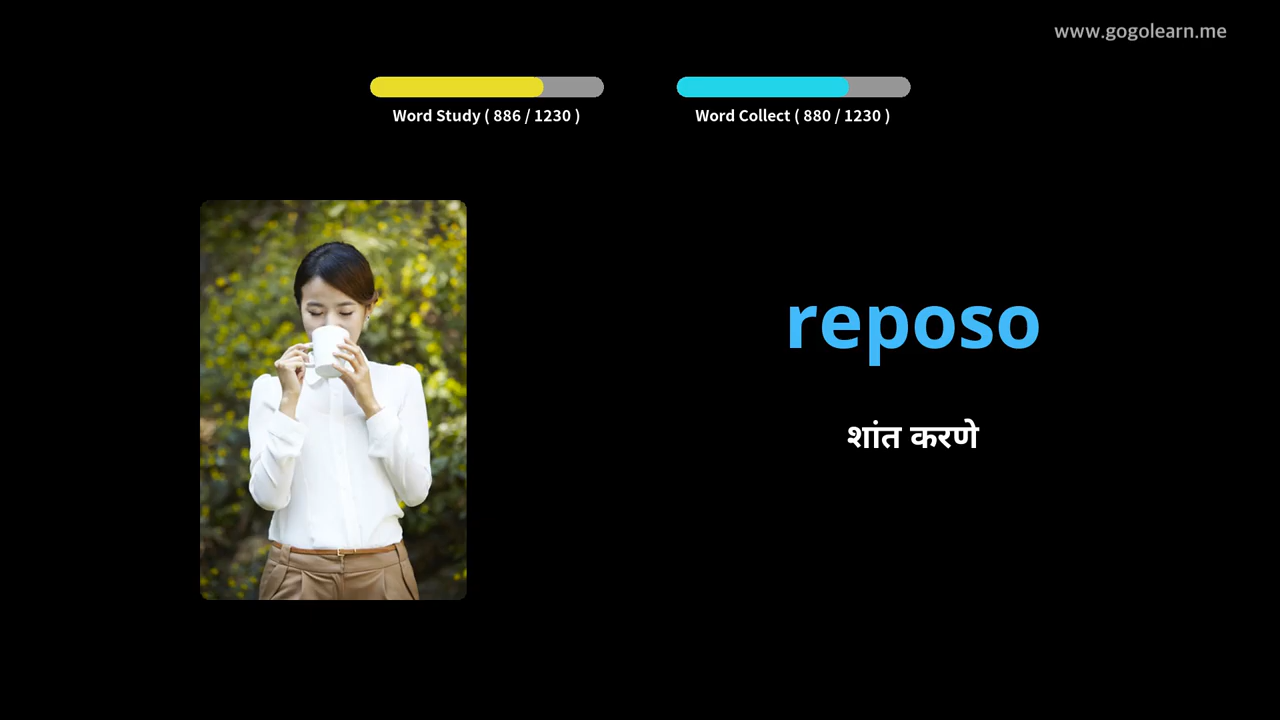 www.gogolearn.me
Word Study ( 886 / 1230 )
Word Collect ( 880 / 1230 )
reposo
शांत करणे